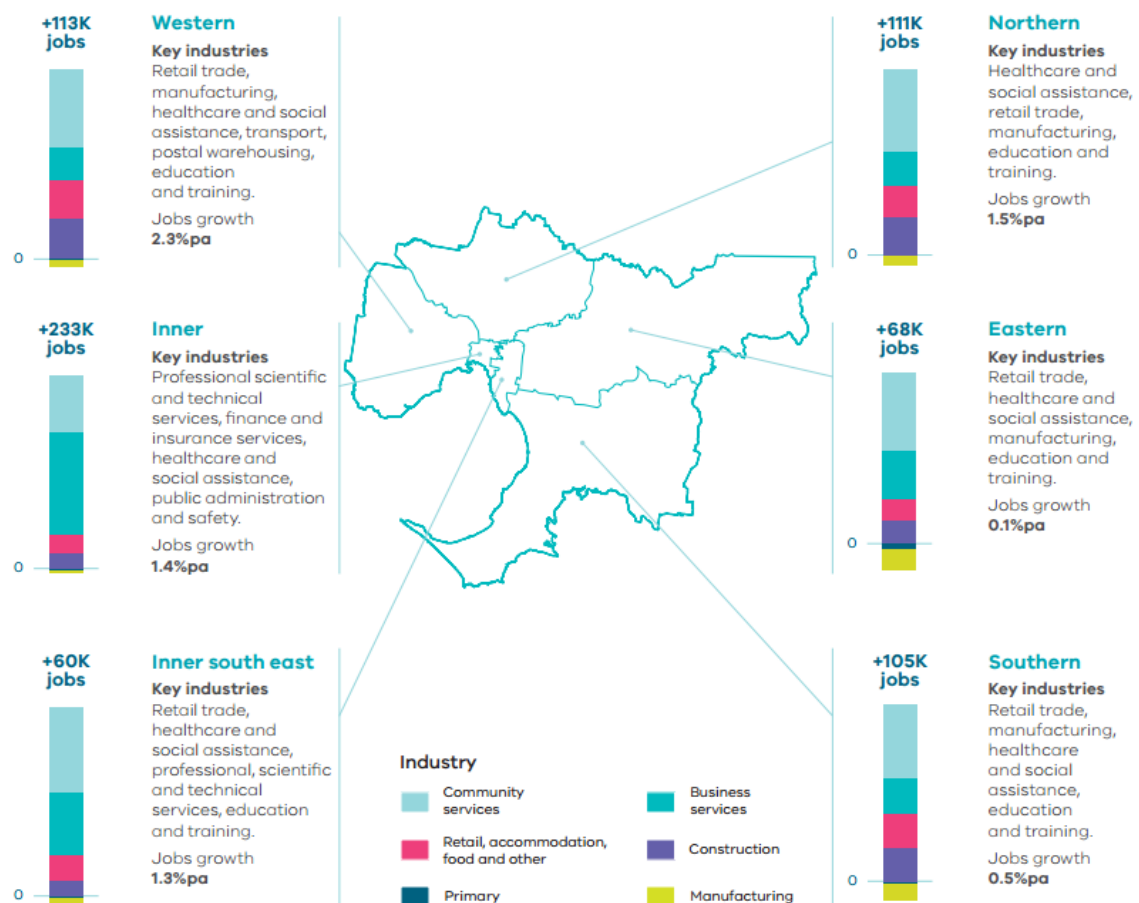 +113K
jobs
0
Western
Key industries
Retail trade,
manufacturing,
healthcare and social
assistance, transport,
postal warehousing,
education
and training.
Jobs growth
2.3%pa
+111K
jobs
0
Northern
Key industries
Healthcare and
social assistance,
retail trade,
manufacturing,
education and
training.
Jobs growth
1.5%pa
+233K
jobs
0
Inner
Key industries
Professional scientific
and technical
services, finance and
insurance services,
healthcare and
social assistance,
public administration
and safety.
Jobs growth
1.4%pa
+68K
jobs
0
Eastern
Key industries
Retail trade,
healthcare and
social assistance,
manufacturing,
education and
training.
Jobs growth
0.1%pa
+60K
jobs
0
Inner south east
Key industries
Retail trade,
healthcare and
social assistance,
professional, scientific
and technical
services, education
and training.
Jobs growth
1.3%pa
Industry
Community
services
Business
services
Retail, accommodation,
food and other
Construction
Primary
Manufacturing
+105K
jobs
0
Southern
Key industries
Retail trade,
manufacturing,
healthcare
and social
assistance,
education
and training.
Jobs growth
0.5%pa